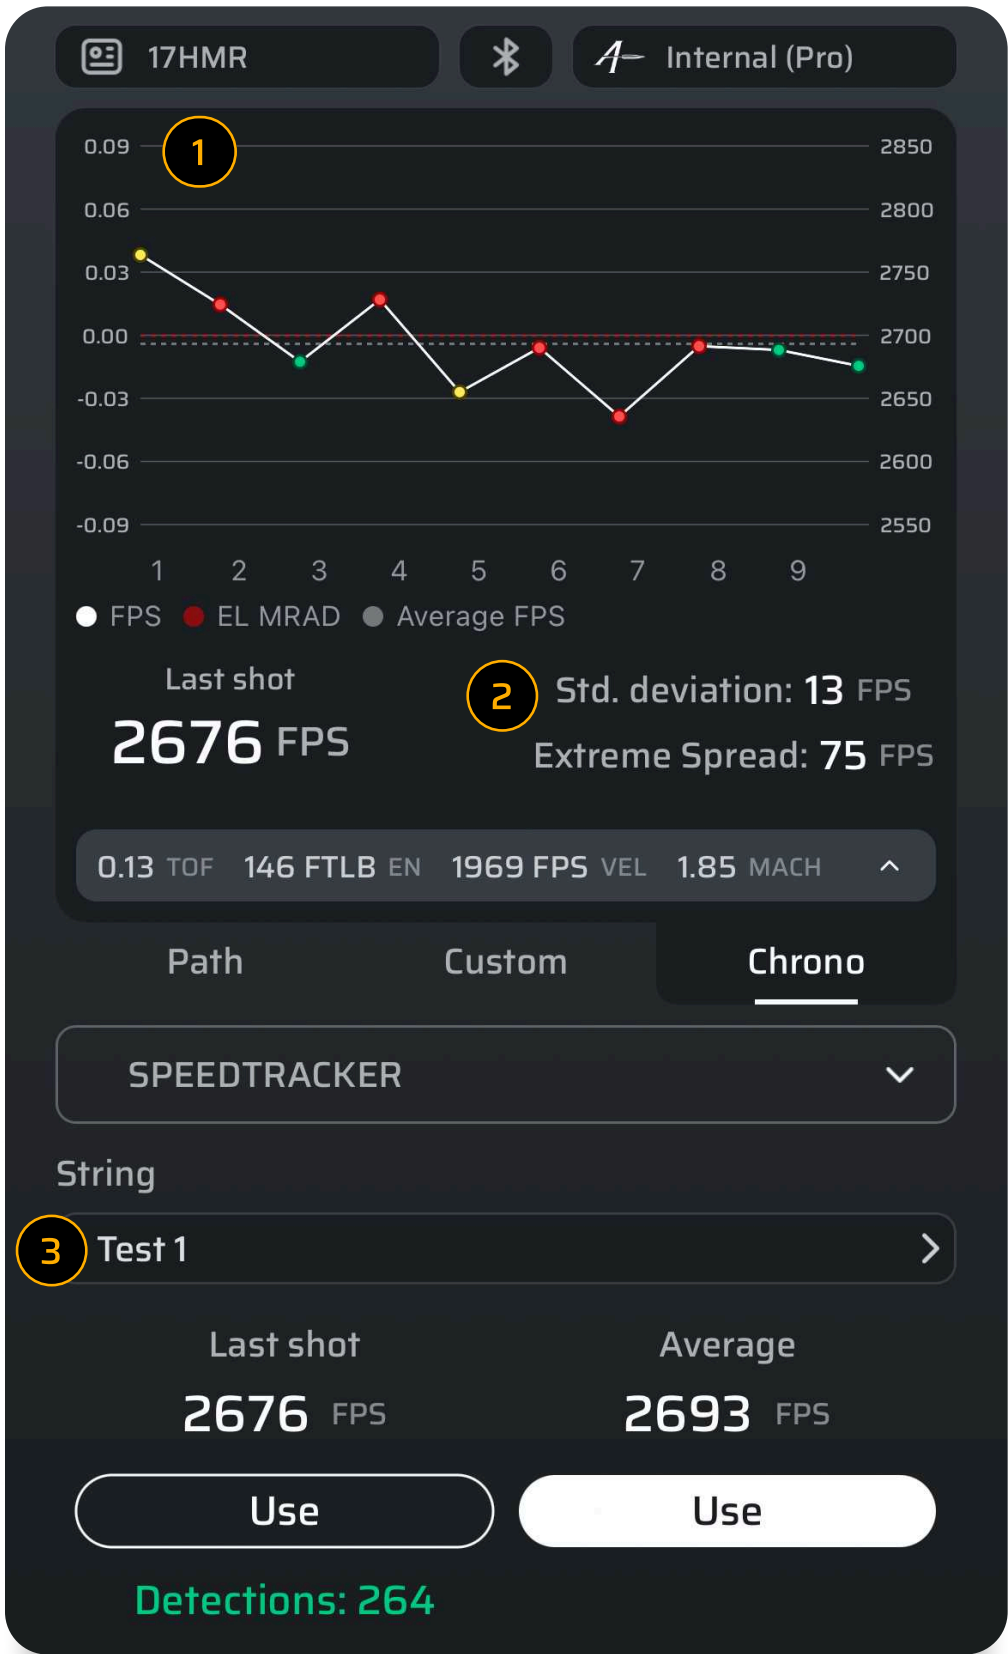 17HMR Internal (Pro)
1
0.09 2850
0.06 2800
0.03 2750
0.00 2700
-0.03 2650
-0.06 2600
-0.09 2550
1 2 3 4 5 6 7 8 9
FPS EL MRAD Average FPS
Last shot
2676 FPS
2 Std. deviation: 13 FPS
Extreme Spread: 75 FPS
0.13 TOF 146 FTLB EN 1969 FPS VEL 1.85 MACH
Path Custom Chrono
SPEEDTRACKER
String
3 Test 1
Last shot Average
2676 FPS 2693 FPS
Use Use
Detections: 264